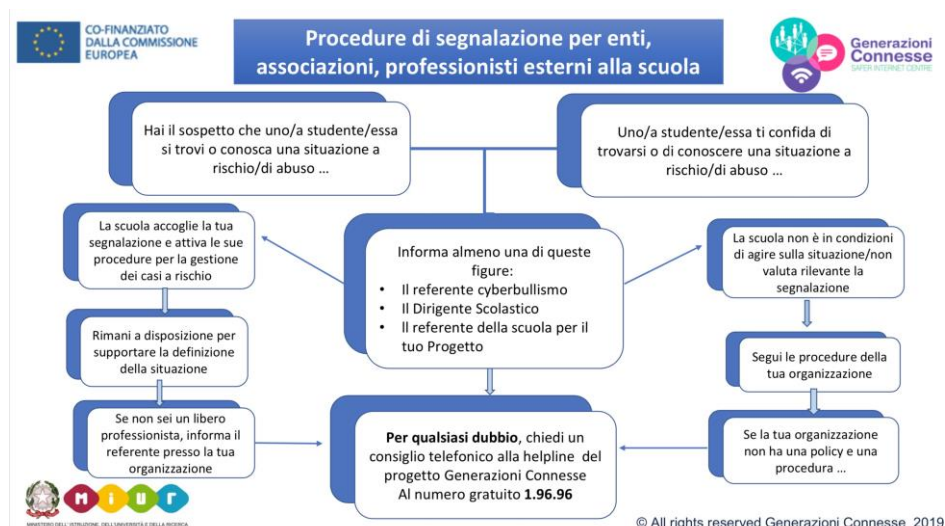 CO-FINANZIATO
DALLA COMMISSIONE
EUROPEA
Procedure di segnalazione per enti,
associazioni, professionisti esterni alla scuola
Generazioni
Connesse
SAFER INTERNET CENTRE
Hai il sospetto che uno/a studente/essa
si trovi o conosca una situazione a
rischio/di abuso ...
Uno/a studente/essa ti confida di
trovarsi o di conoscere una situazione a
rischio/di abuso ...
La scuola accoglie la tua
segnalazione e attiva le sue
procedure per la gestione
dei casi a rischio
Informa almeno una di queste
figure:
• Il referente cyberbullismo
• Il Dirigente Scolastico
• Il referente della scuola per il
tuo Progetto
La scuola non è in condizioni
di agire sulla situazione/non
valuta rilevante la
segnalazione
Rimani a disposizione per
supportare la definizione
della situazione
Segui le procedure della
tua organizzazione
Se non sei un libero
professionista, informa il
referente presso la tua
organizzazione
Per qualsiasi dubbio, chiedi un
consiglio telefonico alla helpline del
progetto Generazioni Connesse
Al numero gratuito 1.96.96
Se la tua organizzazione
non ha una policy e una
procedura ...
miur
MINISTERO DELL'ISTRUZIONE, DELL'UNIVERSITÀ E DELLA RICERCA
© All rights reserved Generazioni Connesse, 2019